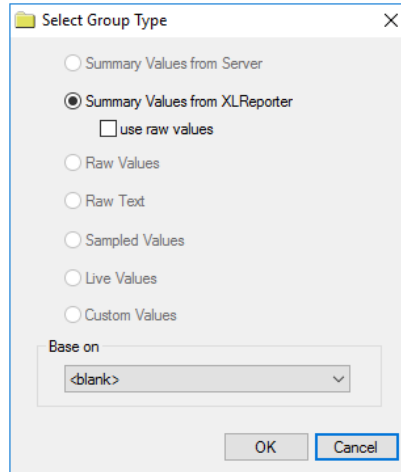 Select Group Type
Summary Values from Server
Summary Values from XLReporter
use raw values
Raw Values
Raw Text
Sampled Values
Live Values
Custom Values
Base on
<blank>
OK Cancel